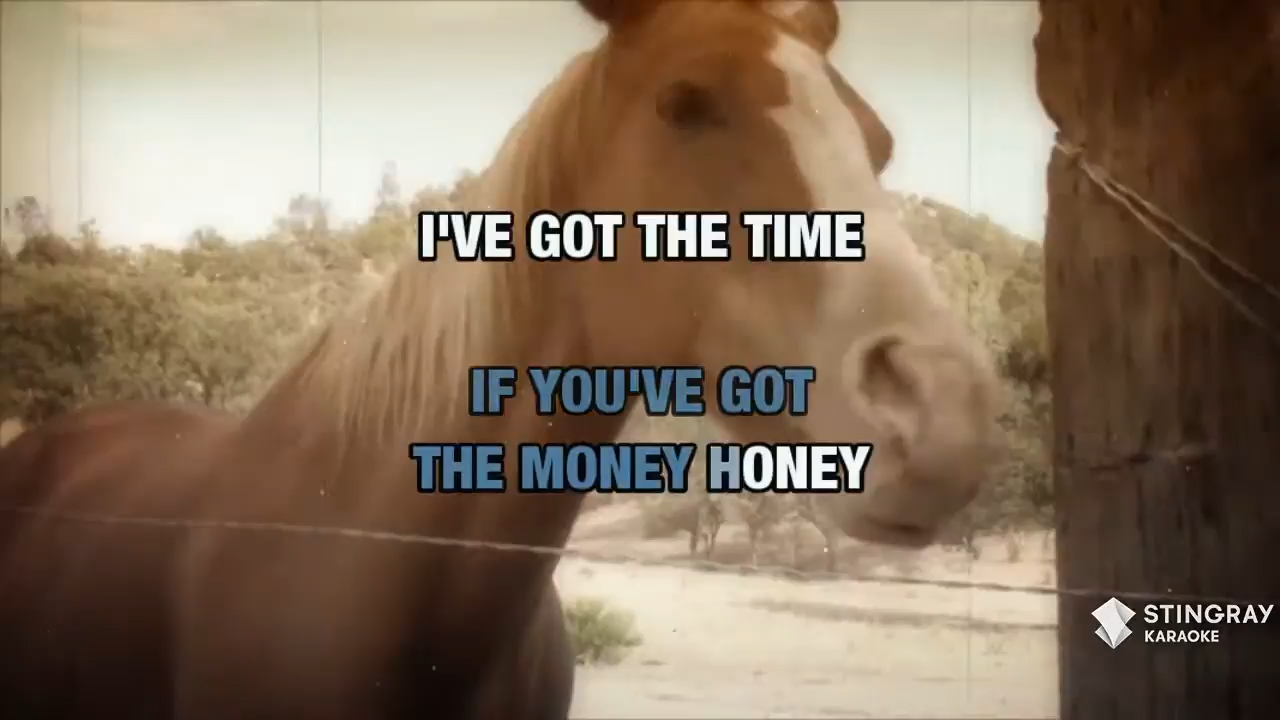 I'VE GOT THE TIME
IF YOU'VE GOT
THE MONEY HONEY
STINGRAY
KARAOKE